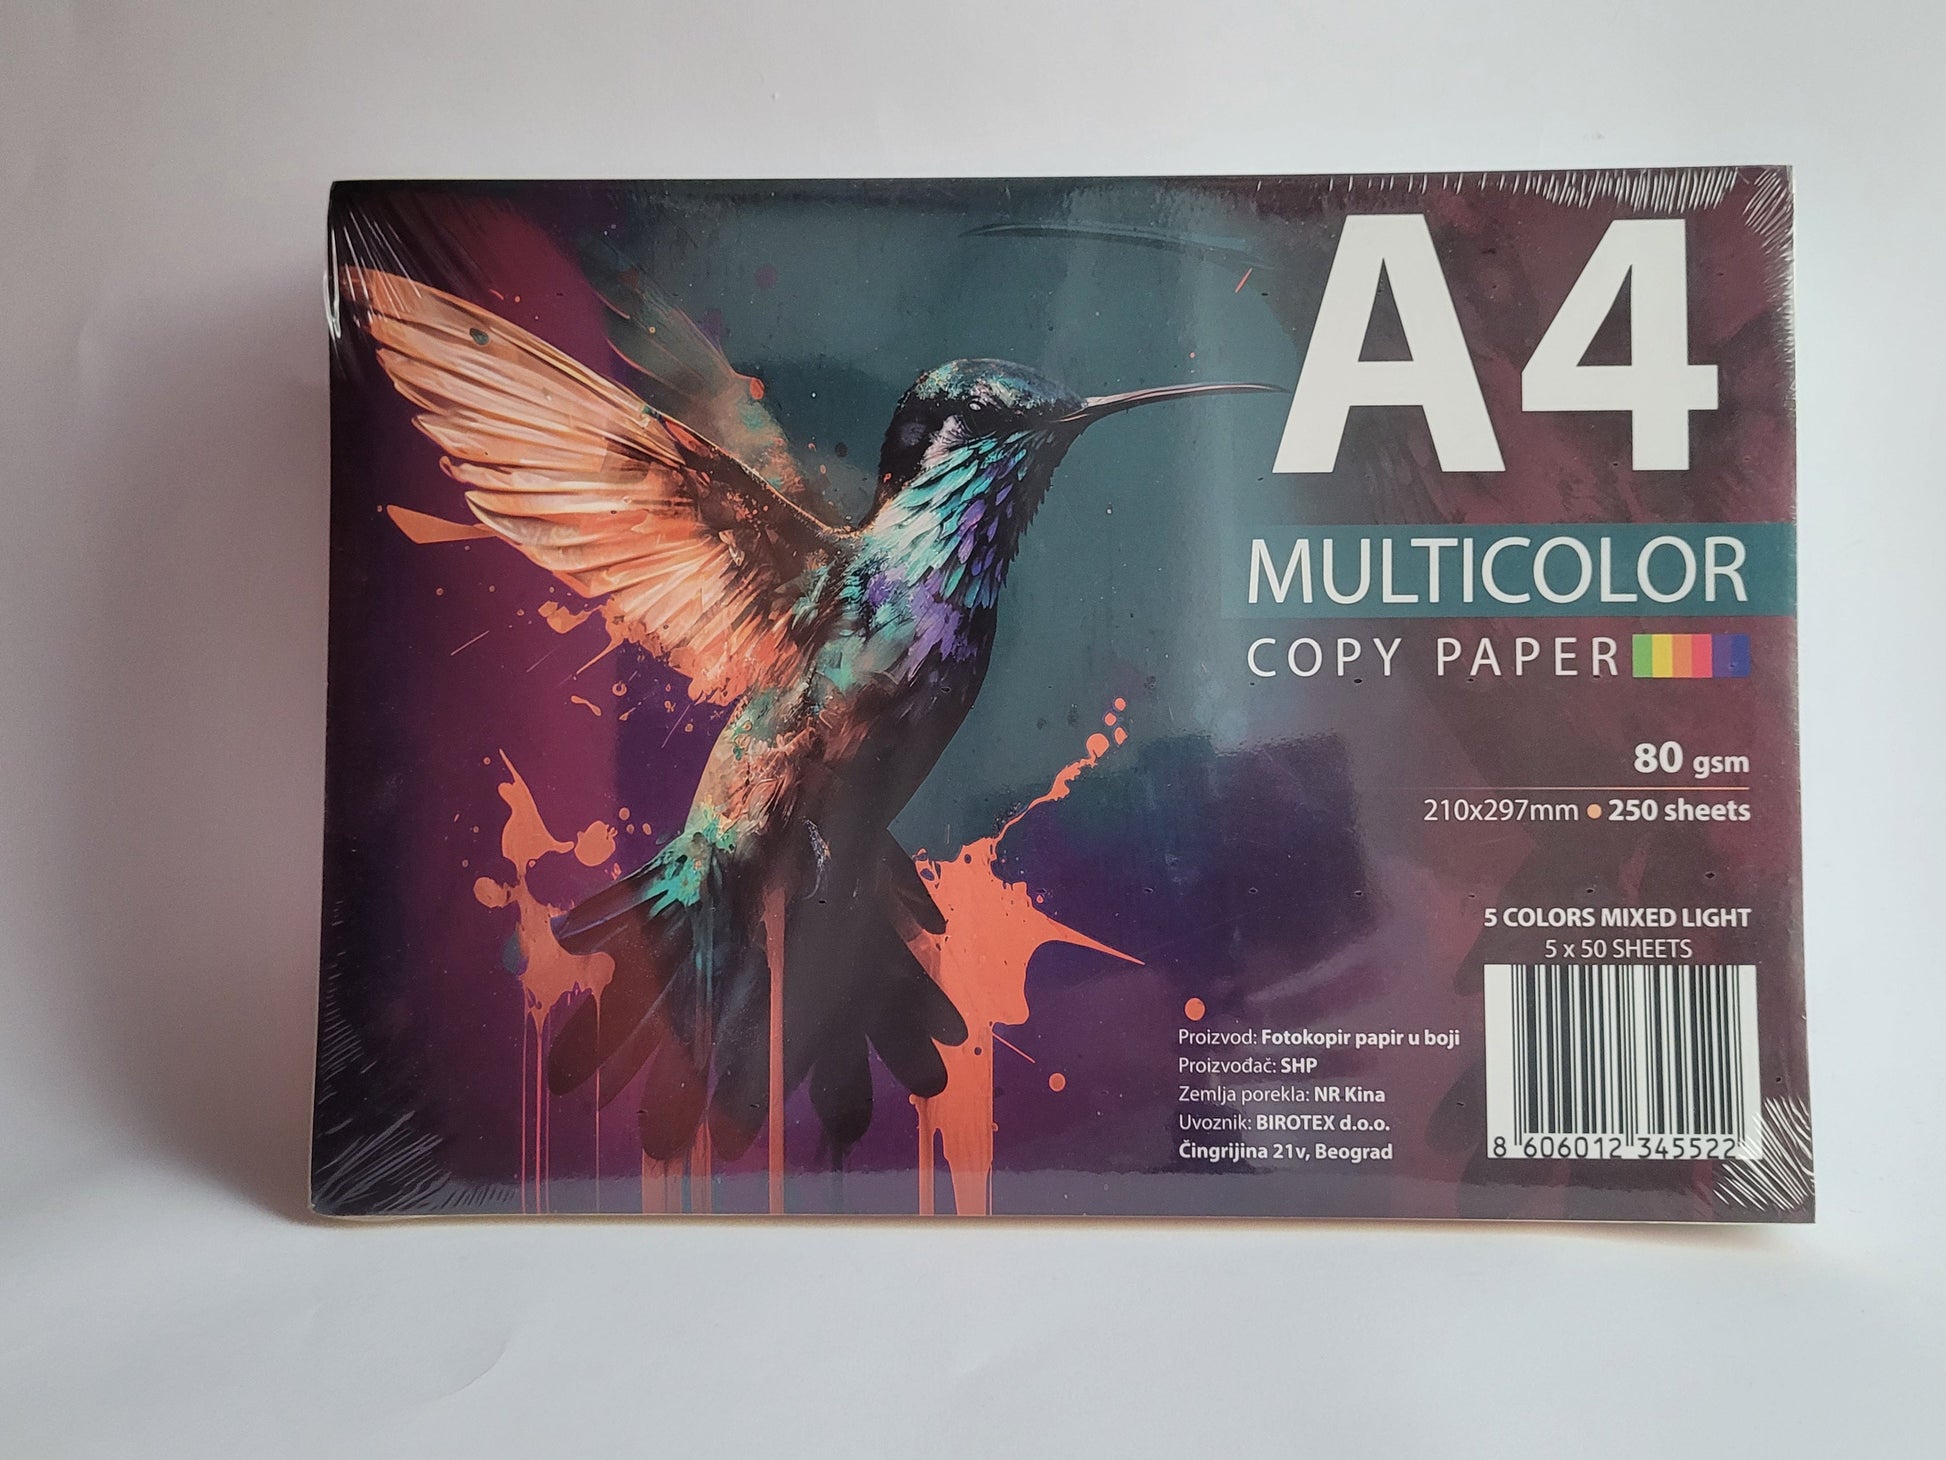 A4
MULTICOLOR
COPY PAPER
80 gsm
210x297mm • 250 sheets
5 COLORS MIXED LIGHT
5 x 50 SHEETS
Proizvod: Fotokopir papir u boji
Proizvođač: SHP
Zemlja porekla: NR Kina
Uvoznik: BIROTEX d.o.o.
Čingrijina 21v, Beograd
8 606012 345522